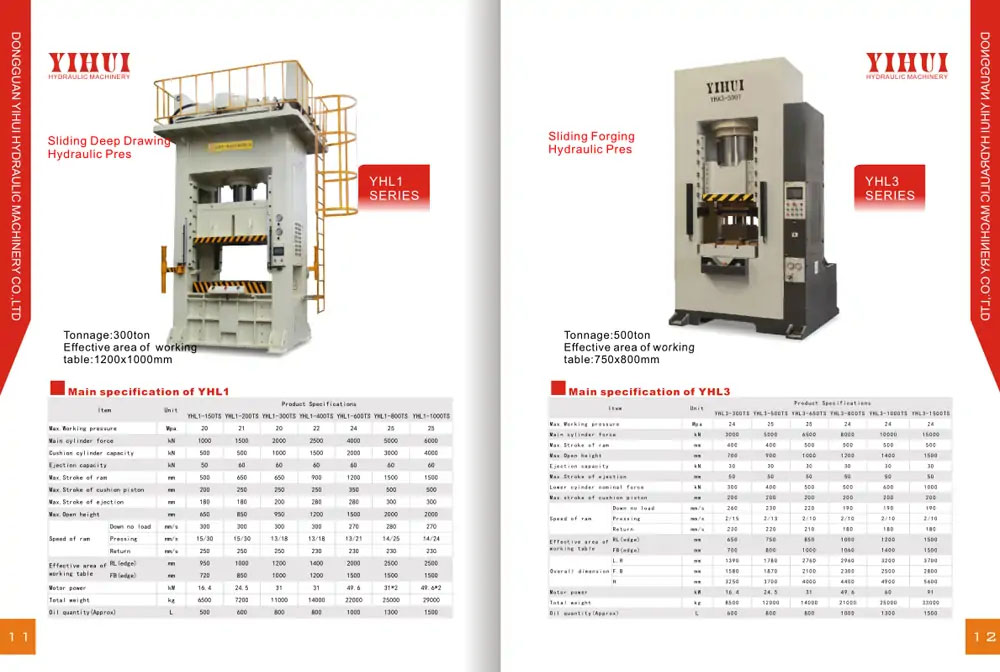 DONGGUAN YIHUI HYDRAULIC MACHINERY CO.,LTD
YIHUI
HYDRAULIC MACHINERY
Sliding Deep Drawing
Hydraulic Pres
YHL1
SERIES
Tonnage:300ton
Effective area of working
table:1200x1000mm
Main specification of YHL1
Item Unit Product Specifications
YHL1-150TS YHL1-200TS YHL1-300TS YHL1-400TS YHL1-600TS YHL1-800TS YHL1-1000TS
Max.Working pressure Mpa 20 21 20 22 24 25 25
Main cylinder force kN 1000 1500 2000 2500 4000 5000 6000
Cushion cylinder capacity kN 500 500 1000 1500 2000 3000 4000
Ejection capacity kN 50 60 60 60 60 60 60
Max.Stroke of ram mm 500 650 650 900 1200 1500 1500
Max.Stroke of cushion piston mm 200 250 250 250 350 500 500
Max.Stroke of ejection mm 180 180 200 280 280 300 300
Max.Open height mm 650 850 950 1200 1500 2000 2000
Speed of ram Down no load mm/s 300 300 300 300 270 280 270
Pressing mm/s 15/30 15/30 13/18 13/18 13/21 14/25 14/24
Return mm/s 250 250 250 230 230 230 230
Effective area of working table RL(edge) mm 950 1000 1200 1400 2000 2500 2500
FB(edge) mm 720 850 1000 1200 1500 1500 1500
Motor power kW 16.4 24.5 31 31 49.6 31*2 49.6*2
Total weight kg 6500 7200 11000 14000 22000 25000 29000
Oil quantity(Approx) L 500 600 800 800 1000 1300 1500
11
YIHUI
HYDRAULIC MACHINERY
DONGGUAN YIHUI HYDRAULIC MACHINERY CO.,LTD
Sliding Forging
Hydraulic Pres
YIHUI
YHL3
SERIES
Tonnage:500ton
Effective area of working
table:750x800mm
Main specification of YHL3
Item Unit Product Specifications
YHL3-300TS YHL3-500TS YHL3-650TS YHL3-800TS YHL3-1000TS YHL3-1500TS
Max.Working pressure Mpa 24 25 25 24 24 24
Main cylinder force kN 3000 5000 6500 8000 10000 15000
Max.Stroke of ram mm 400 400 500 500 500 500
Max.Open height mm 700 900 1000 1200 1400 1500
Ejection capacity kN 30 30 30 30 30 30
Max.Stroke of ejection mm 50 50 50 50 50 50
Lower cylinder nominal force kN 300 400 500 500 600 1000
Max.stroke of cushion piston mm 200 200 200 200 200 200
Speed of ram Down no load mm/s 260 230 220 190 190 190
Pressing mm/s 2/15 2/13 2/10 2/10 2/10 2/10
Return mm/s 230 220 210 180 180 180
Effective area of working table RL(edge) mm 650 750 850 1000 1200 1500
FB(edge) mm 700 800 1000 1060 1400 1500
Overall dimension L.R mm 1390 1780 2760 2960 3200 3700
F.B mm 1580 1870 2100 2300 2500 2800
H mm 3250 3700 4000 4450 4900 5600
Motor power kW 16.4 24.5 31 49.6 60 91
Total weight kg 8500 12000 14000 21000 25000 33000
Oil quantity(Approx) L 600 800 800 1000 1300 1500
12